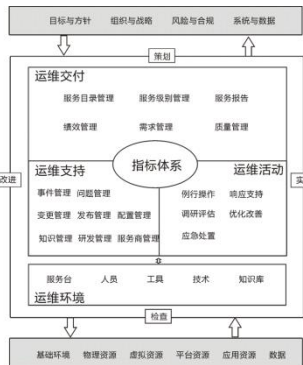 目标与方针 组织与战略 风险与合规 系统与数据
策划
运维交付
服务目录管理 服务级别管理 服务报告
绩效管理 需求管理 质量管理
指标体系
运维支持 运维活动
事件管理 问题管理
变更管理 发布管理 配置管理
知识管理 研发管理 服务商管理
例行操作 响应支持
调研评估 优化改善
应急处置
改进
实
服务台 人员 工具 技术 知识库
运维环境
检查
基础环境 物理资源 虚拟资源 平台资源 应用资源 数据